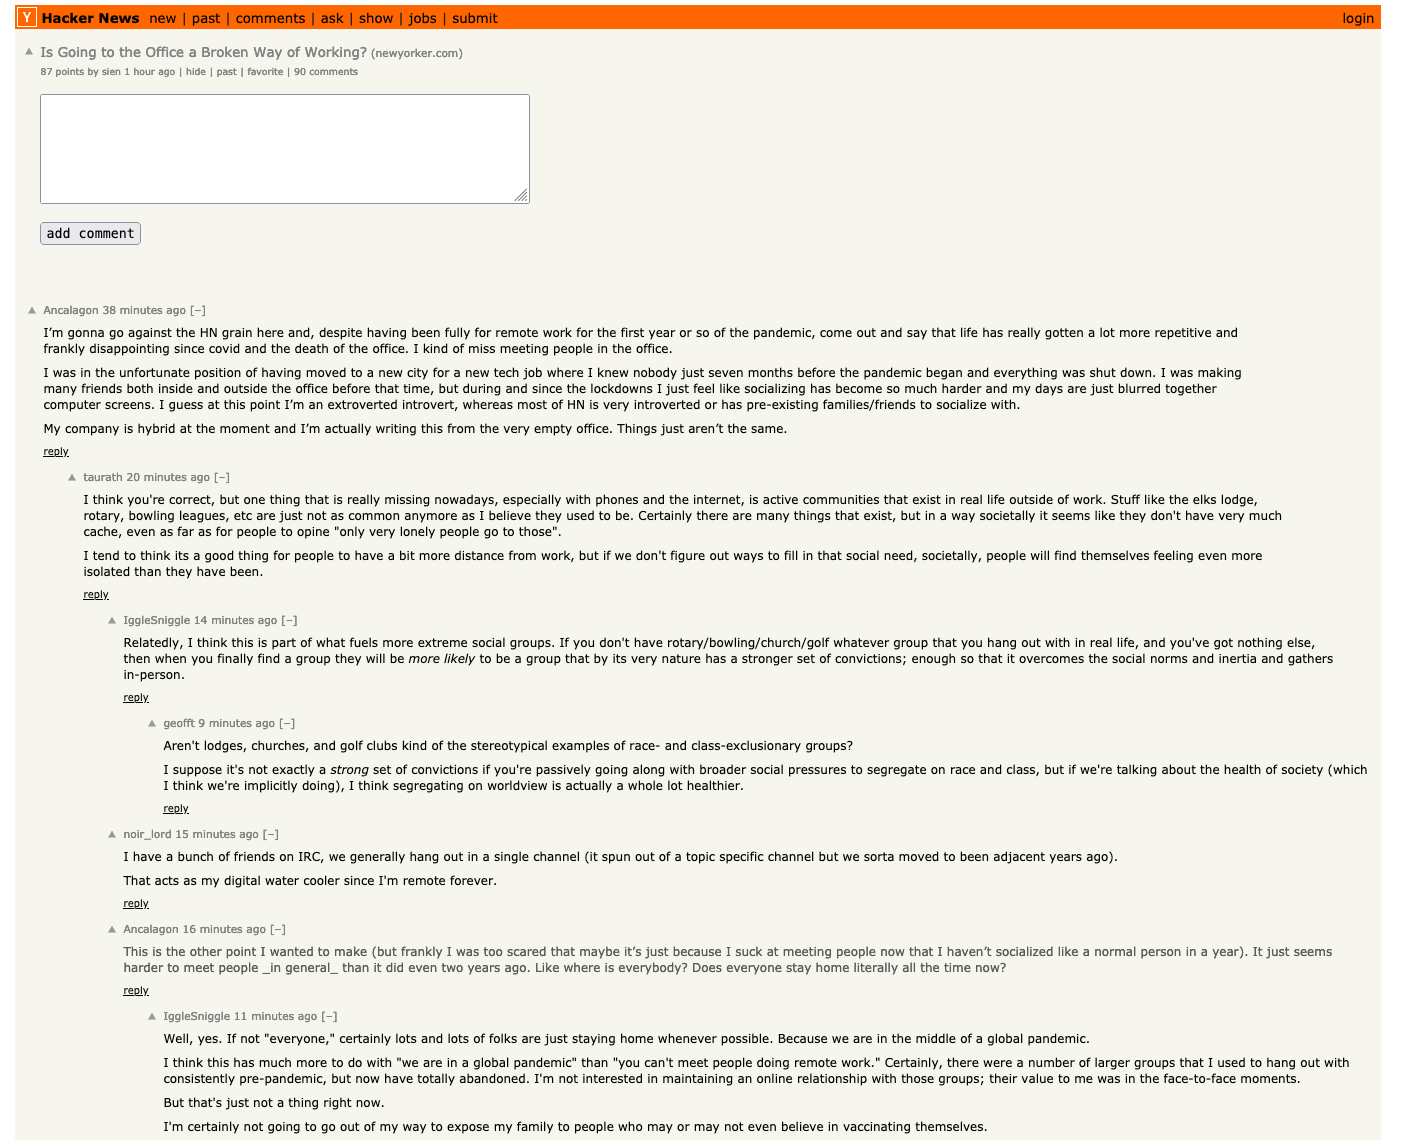 Y Hacker News new | past | comments | ask | show | jobs | submit login
▲ Is Going to the Office a Broken Way of Working? (newyorker.com)
87 points by sien 1 hour ago | hide | past | favorite | 90 comments
add comment
▲ Ancalagon 38 minutes ago [–]
I’m gonna go against the HN grain here and, despite having been fully for remote work for the first year or so of the pandemic, come out and say that life has really gotten a lot more repetitive and
frankly disappointing since covid and the death of the office. I kind of miss meeting people in the office.
I was in the unfortunate position of having moved to a new city for a new tech job where I knew nobody just seven months before the pandemic began and everything was shut down. I was making
many friends both inside and outside the office before that time, but during and since the lockdowns I just feel like socializing has become so much harder and my days are just blurred together
computer screens. I guess at this point I’m an extroverted introvert, whereas most of HN is very introverted or has pre-existing families/friends to socialize with.
My company is hybrid at the moment and I’m actually writing this from the very empty office. Things just aren’t the same.
reply
▲ taurath 20 minutes ago [–]
I think you're correct, but one thing that is really missing nowadays, especially with phones and the internet, is active communities that exist in real life outside of work. Stuff like the elks lodge,
rotary, bowling leagues, etc are just not as common anymore as I believe they used to be. Certainly there are many things that exist, but in a way societally it seems like they don't have very much
cache, even as far as for people to opine "only very lonely people go to those".
I tend to think its a good thing for people to have a bit more distance from work, but if we don't figure out ways to fill in that social need, societally, people will find themselves feeling even more
isolated than they have been.
reply
▲ IggleSniggle 14 minutes ago [–]
Relatedly, I think this is part of what fuels more extreme social groups. If you don't have rotary/bowling/church/golf whatever group that you hang out with in real life, and you've got nothing else,
then when you finally find a group they will be more likely to be a group that by its very nature has a stronger set of convictions; enough so that it overcomes the social norms and inertia and gathers
in-person.
reply
▲ geofft 9 minutes ago [–]
Aren't lodges, churches, and golf clubs kind of the stereotypical examples of race- and class-exclusionary groups?
I suppose it's not exactly a strong set of convictions if you're passively going along with broader social pressures to segregate on race and class, but if we're talking about the health of society (which
I think we're implicitly doing), I think segregating on worldview is actually a whole lot healthier.
reply
▲ noir_lord 15 minutes ago [–]
I have a bunch of friends on IRC, we generally hang out in a single channel (it spun out of a topic specific channel but we sorta moved to been adjacent years ago).
That acts as my digital water cooler since I'm remote forever.
reply
▲ Ancalagon 16 minutes ago [–]
This is the other point I wanted to make (but frankly I was too scared that maybe it’s just because I suck at meeting people now that I haven’t socialized like a normal person in a year). It just seems
harder to meet people _in general_ than it did even two years ago. Like where is everybody? Does everyone stay home literally all the time now?
reply
▲ IggleSniggle 11 minutes ago [–]
Well, yes. If not "everyone," certainly lots and lots of folks are just staying home whenever possible. Because we are in the middle of a global pandemic.
I think this has much more to do with "we are in a global pandemic" than "you can't meet people doing remote work." Certainly, there were a number of larger groups that I used to hang out with
consistently pre-pandemic, but now have totally abandoned. I'm not interested in maintaining an online relationship with those groups; their value to me was in the face-to-face moments.
But that's just not a thing right now.
I'm certainly not going to go out of my way to expose my family to people who may or may not even believe in vaccinating themselves.